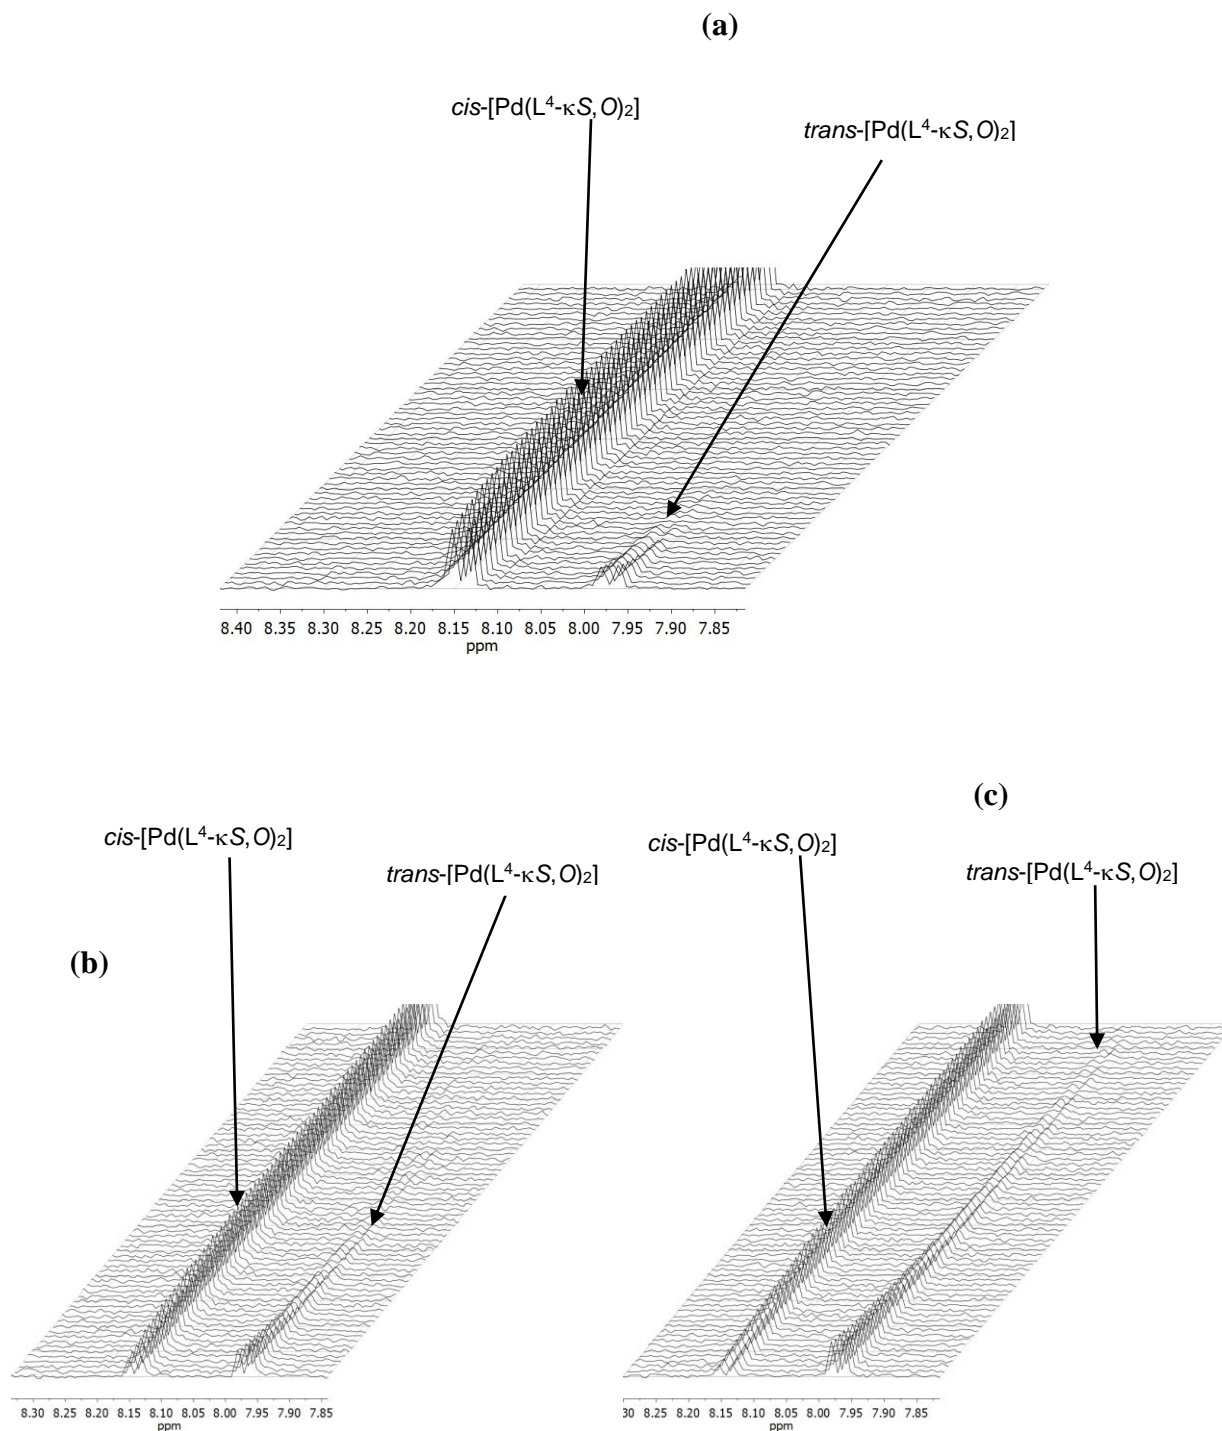 (a)
cis-[Pd(L⁴-κS,O)₂]
trans-[Pd(L⁴-κS,O)₂]
8.40 8.35 8.30 8.25 8.20 8.15 8.10 8.05 8.00 7.95 7.90 7.85
ppm
(c)
cis-[Pd(L⁴-κS,O)₂]
cis-[Pd(L⁴-κS,O)₂]
trans-[Pd(L⁴-κS,O)₂]
trans-[Pd(L⁴-κS,O)₂]
(b)
8.30 8.25 8.20 8.15 8.10 8.05 8.00 7.95 7.90 7.85
ppm
30 8.25 8.20 8.15 8.10 8.05 8.00 7.95 7.90 7.85
ppm